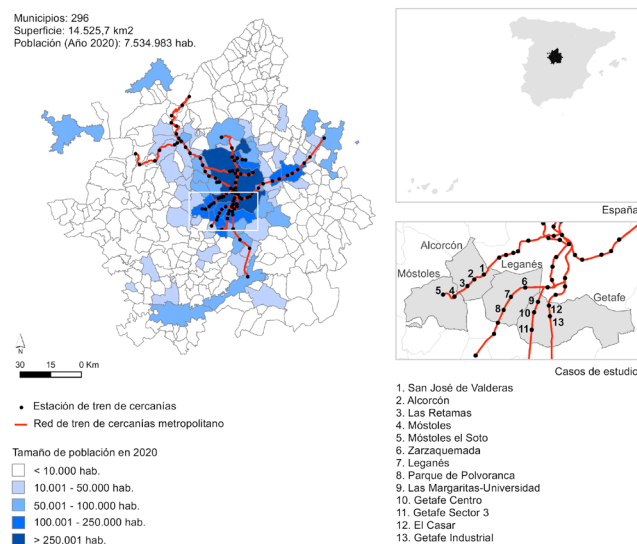 Municipios: 296
Superficie: 14.525,7 km2
Población (Año 2020): 7.534.983 hab.
N
30 15 0 Km
Estación de tren de cercanías
Red de tren de cercanías metropolitano
Tamaño de población en 2020
< 10.000 hab.
10.001 - 50.000 hab.
50.001 - 100.000 hab.
100.001 - 250.000 hab.
> 250.001 hab.
España
Alcorcón
Leganés
Móstoles
Getafe
1
2
3
4
5
6
7
8
9
10
11
12
13
Casos de estudio
1. San José de Valderas
2. Alcorcón
3. Las Retamas
4. Móstoles
5. Móstoles el Soto
6. Zarzaquemada
7. Leganés
8. Parque de Polvoranca
9. Las Margaritas-Universidad
10. Getafe Centro
11. Getafe Sector 3
12. El Casar
13. Getafe Industrial